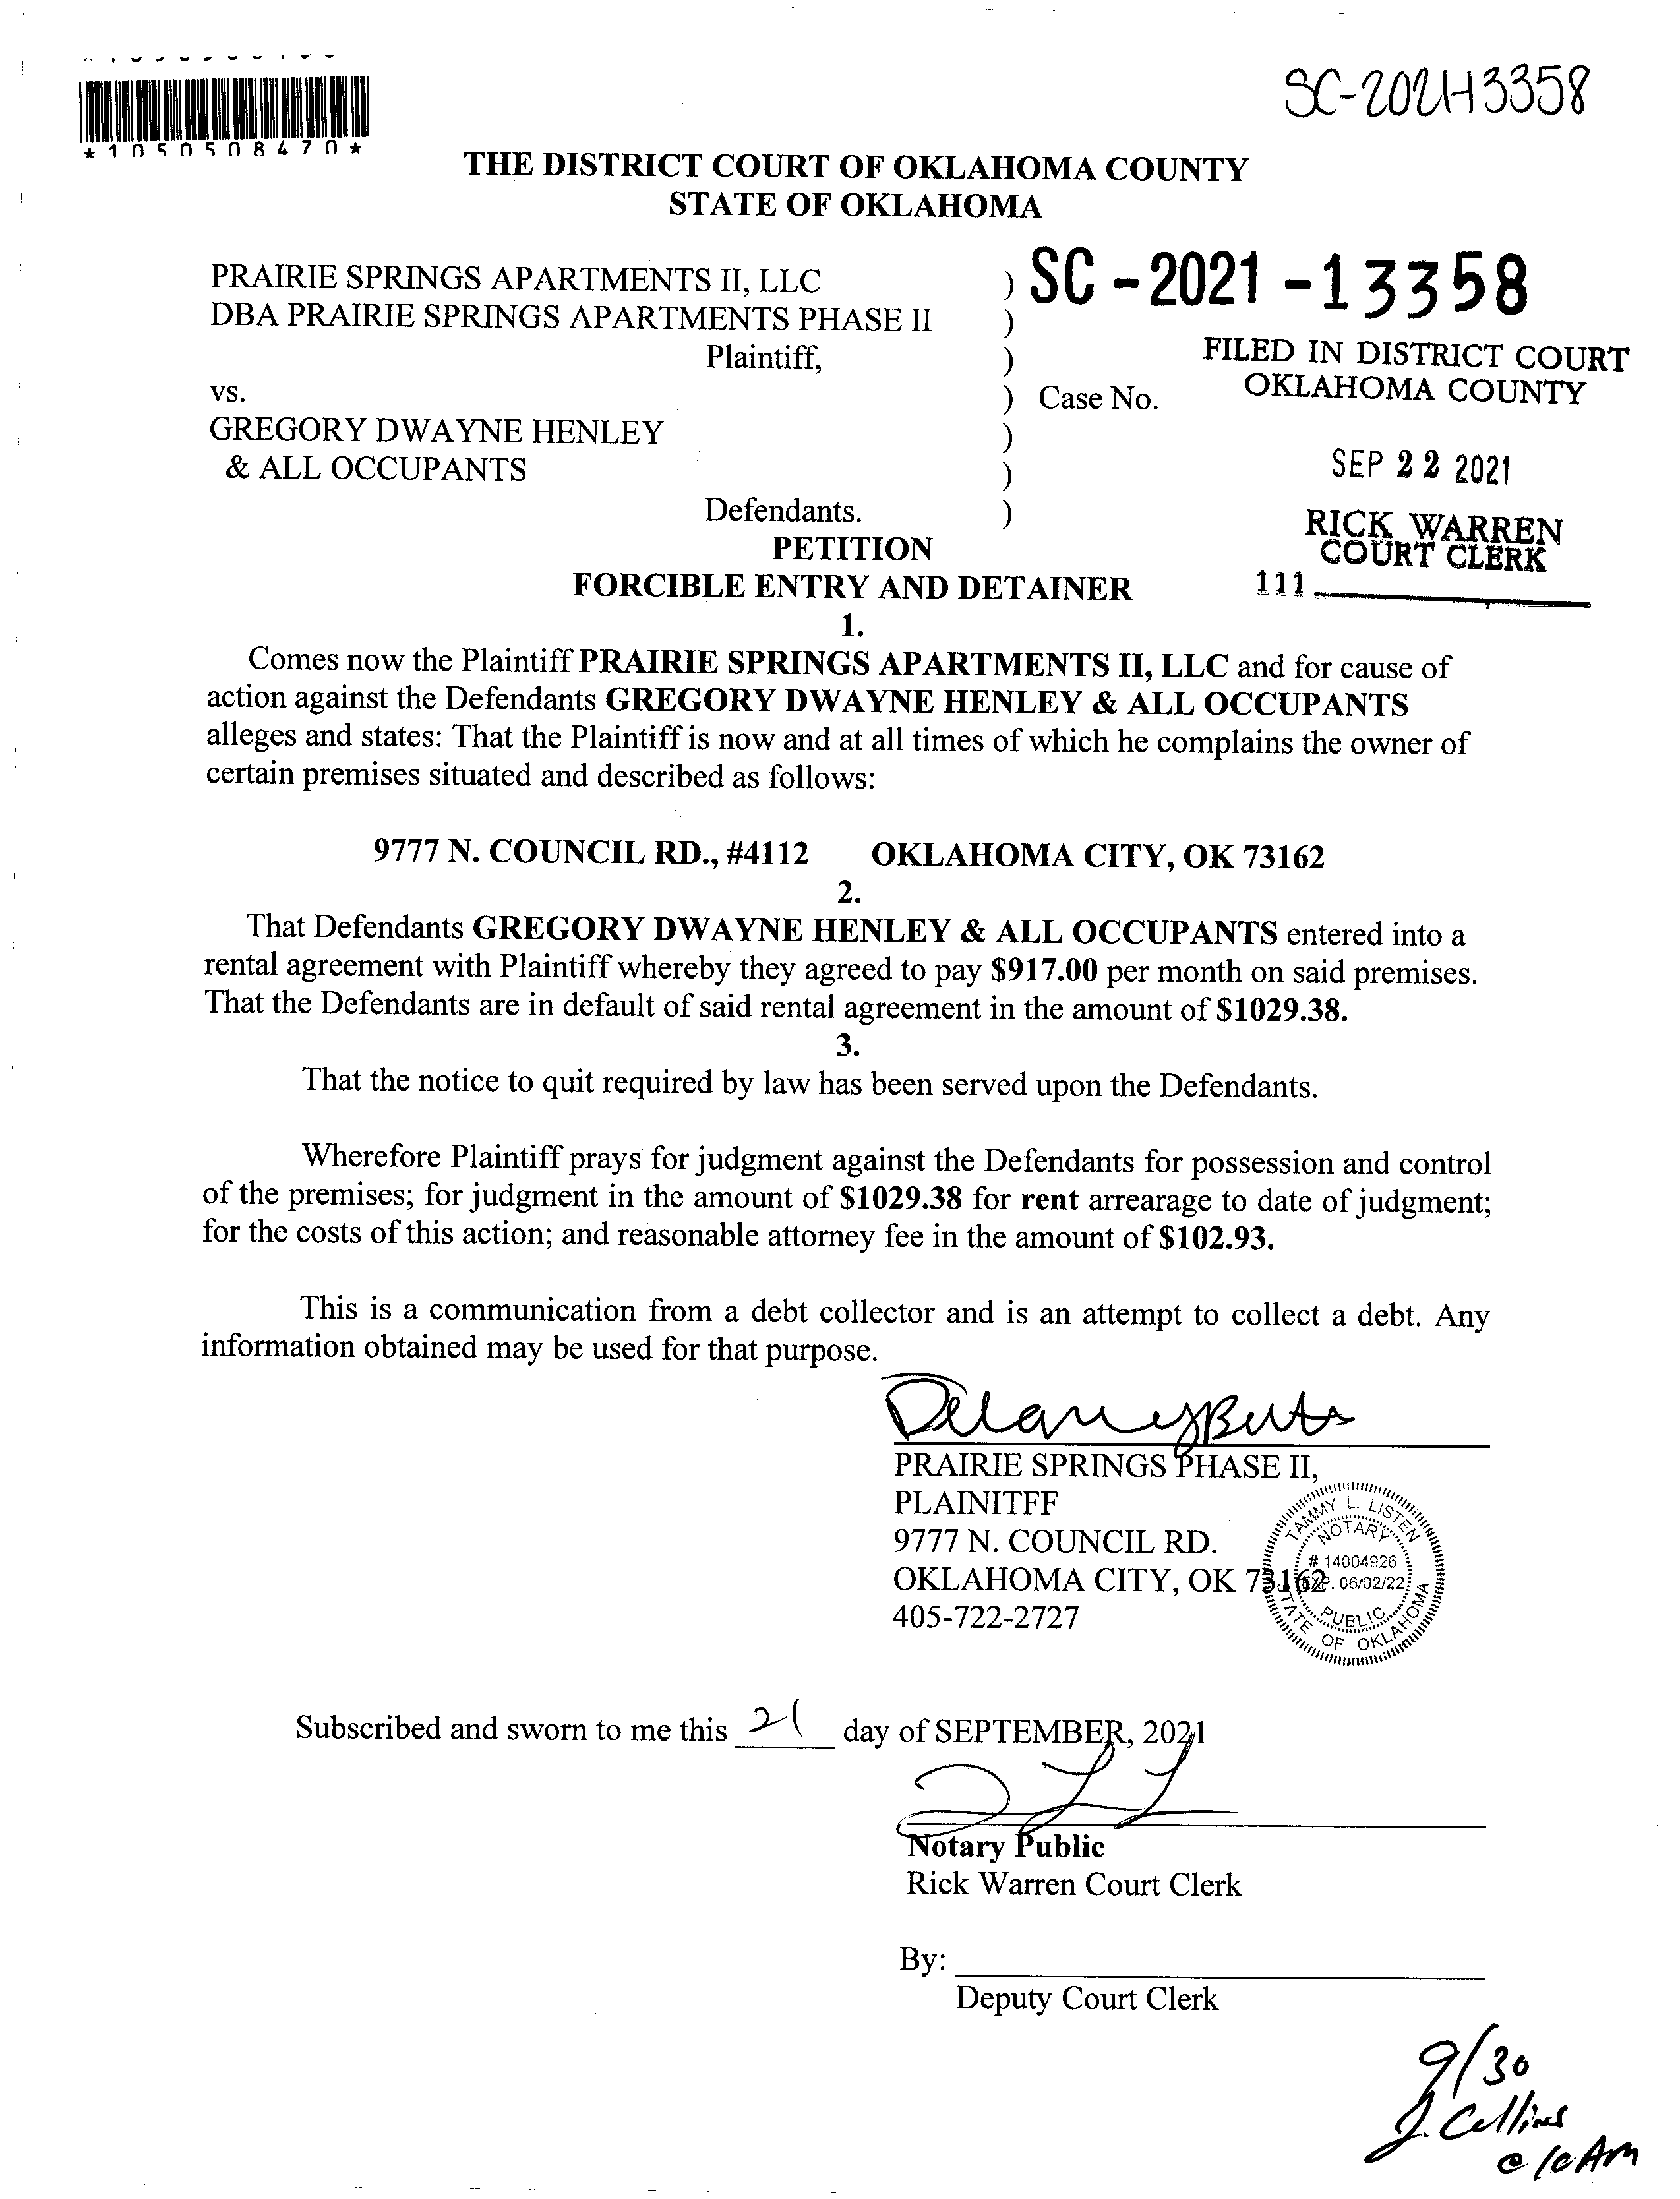 SC-2021-13358
*1050508470*
THE DISTRICT COURT OF OKLAHOMA COUNTY
STATE OF OKLAHOMA
PRAIRIE SPRINGS APARTMENTS II, LLC ) SC-2021-13358
DBA PRAIRIE SPRINGS APARTMENTS PHASE II )
Plaintiff, ) FILED IN DISTRICT COURT
vs. ) Case No. OKLAHOMA COUNTY
GREGORY DWAYNE HENLEY )
& ALL OCCUPANTS ) SEP 22 2021
Defendants. ) RICK WARREN
PETITION COURT CLERK
FORCIBLE ENTRY AND DETAINER 111
1.
Comes now the Plaintiff PRAIRIE SPRINGS APARTMENTS II, LLC and for cause of
action against the Defendants GREGORY DWAYNE HENLEY & ALL OCCUPANTS
alleges and states: That the Plaintiff is now and at all times of which he complains the owner of
certain premises situated and described as follows:
9777 N. COUNCIL RD., #4112 OKLAHOMA CITY, OK 73162
2.
That Defendants GREGORY DWAYNE HENLEY & ALL OCCUPANTS entered into a
rental agreement with Plaintiff whereby they agreed to pay $917.00 per month on said premises.
That the Defendants are in default of said rental agreement in the amount of $1029.38.
3.
That the notice to quit required by law has been served upon the Defendants.
Wherefore Plaintiff prays for judgment against the Defendants for possession and control
of the premises; for judgment in the amount of $1029.38 for rent arrearage to date of judgment;
for the costs of this action; and reasonable attorney fee in the amount of $102.93.
This is a communication from a debt collector and is an attempt to collect a debt. Any
information obtained may be used for that purpose.
Delaney Butts
PRAIRIE SPRINGS PHASE II,
PLAINITFF
9777 N. COUNCIL RD.
OKLAHOMA CITY, OK 73162
405-722-2727
TAMMY L. LISTEN
NOTARY
# 14004926
EXP. 06/02/22
PUBLIC
STATE OF OKLAHOMA
Subscribed and sworn to me this 21 day of SEPTEMBER, 2021
Notary Public
Rick Warren Court Clerk
By:
Deputy Court Clerk
9/30
J. Collins
@ 10 AM